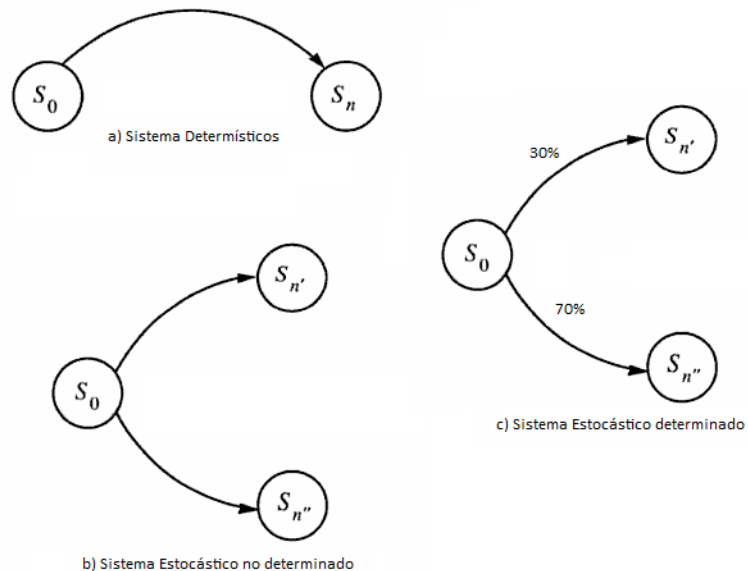 S0
Sn
a) Sistema Determísticos
Sn'
30%
S0
70%
Sn''
c) Sistema Estocástico determinado
Sn'
S0
Sn''
b) Sistema Estocástico no determinado